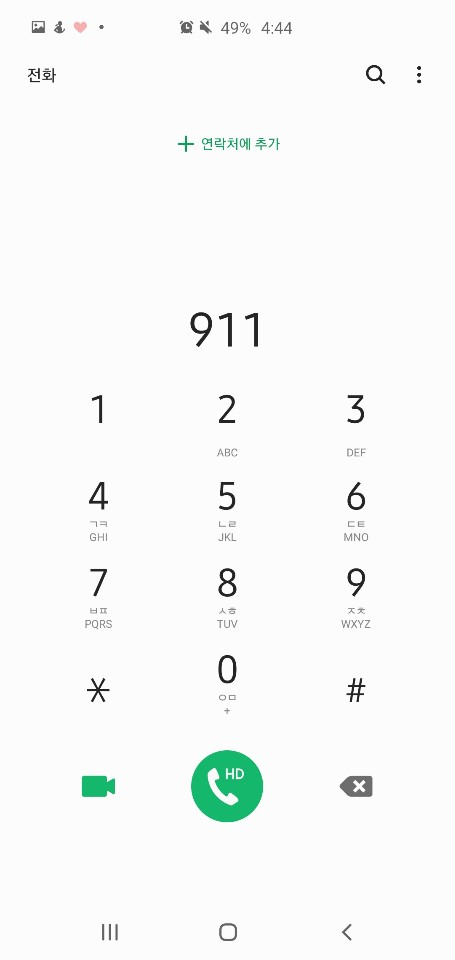 49% 4:44
전화
연락처에 추가
911
1 2 3
ABC DEF
4 5 6
ㄱㅋ ㄴㄹ ㄷㅌ
GHI JKL MNO
7 8 9
ㅂㅍ ㅅㅎ ㅈㅊ
PQRS TUV WXYZ
* 0 #
ㅇㅁ
+
HD